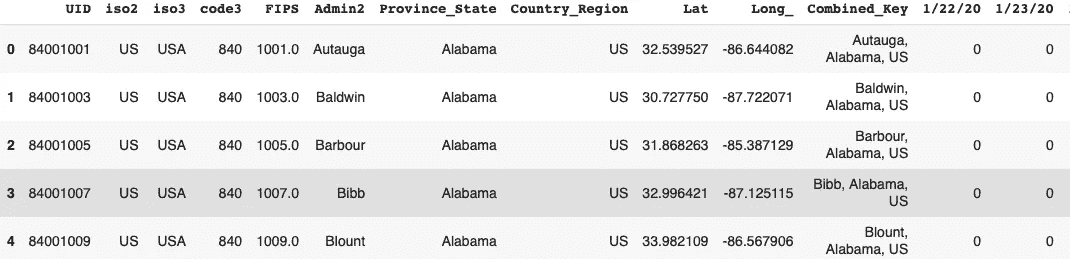 UID iso2 iso3 code3 FIPS Admin2 Province_State Country_Region Lat Long_ Combined_Key 1/22/20 1/23/20
0 84001001 US USA 840 1001.0 Autauga Alabama US 32.539527 -86.644082 Autauga, Alabama, US 0 0
1 84001003 US USA 840 1003.0 Baldwin Alabama US 30.727750 -87.722071 Baldwin, Alabama, US 0 0
2 84001005 US USA 840 1005.0 Barbour Alabama US 31.868263 -85.387129 Barbour, Alabama, US 0 0
3 84001007 US USA 840 1007.0 Bibb Alabama US 32.996421 -87.125115 Bibb, Alabama, US 0 0
4 84001009 US USA 840 1009.0 Blount Alabama US 33.982109 -86.567906 Blount, Alabama, US 0 0